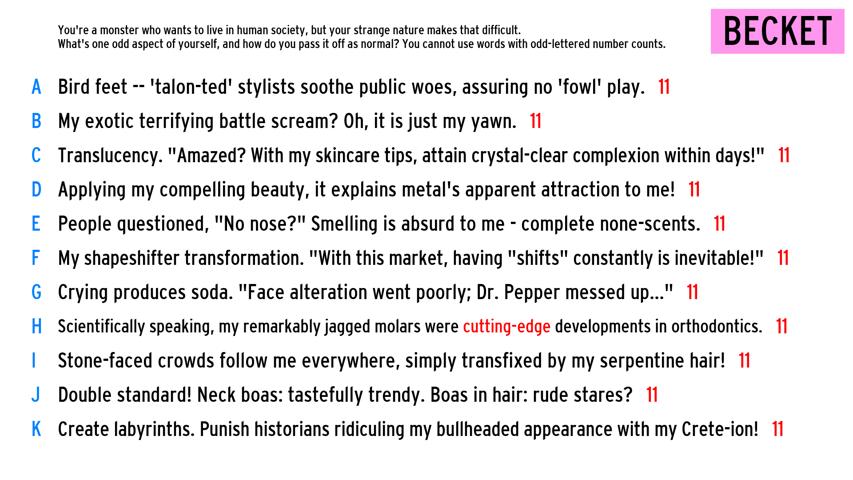 You're a monster who wants to live in human society, but your strange nature makes that difficult.
What's one odd aspect of yourself, and how do you pass it off as normal? You cannot use words with odd-lettered number counts.
BECKET
A Bird feet -- 'talon-ted' stylists soothe public woes, assuring no 'fowl' play. 11
B My exotic terrifying battle scream? Oh, it is just my yawn. 11
C Translucency. "Amazed? With my skincare tips, attain crystal-clear complexion within days!" 11
D Applying my compelling beauty, it explains metal's apparent attraction to me! 11
E People questioned, "No nose?" Smelling is absurd to me - complete none-scents. 11
F My shapeshifter transformation. "With this market, having "shifts" constantly is inevitable!" 11
G Crying produces soda. "Face alteration went poorly; Dr. Pepper messed up..." 11
H Scientifically speaking, my remarkably jagged molars were cutting-edge developments in orthodontics. 11
I Stone-faced crowds follow me everywhere, simply transfixed by my serpentine hair! 11
J Double standard! Neck boas: tastefully trendy. Boas in hair: rude stares? 11
K Create labyrinths. Punish historians ridiculing my bullheaded appearance with my Crete-ion! 11